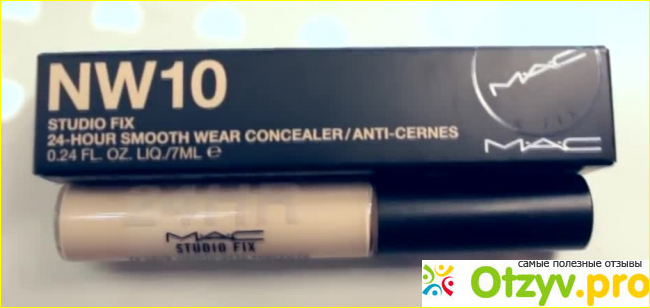 NW10
STUDIO FIX
24-HOUR SMOOTH WEAR CONCEALER/ANTI-CERNES
0.24 FL. OZ. LIQ./7ML ℮
MAC
MAC
24HR
MAC
STUDIO FIX
самые полезные отзывы
Otzyv.pro